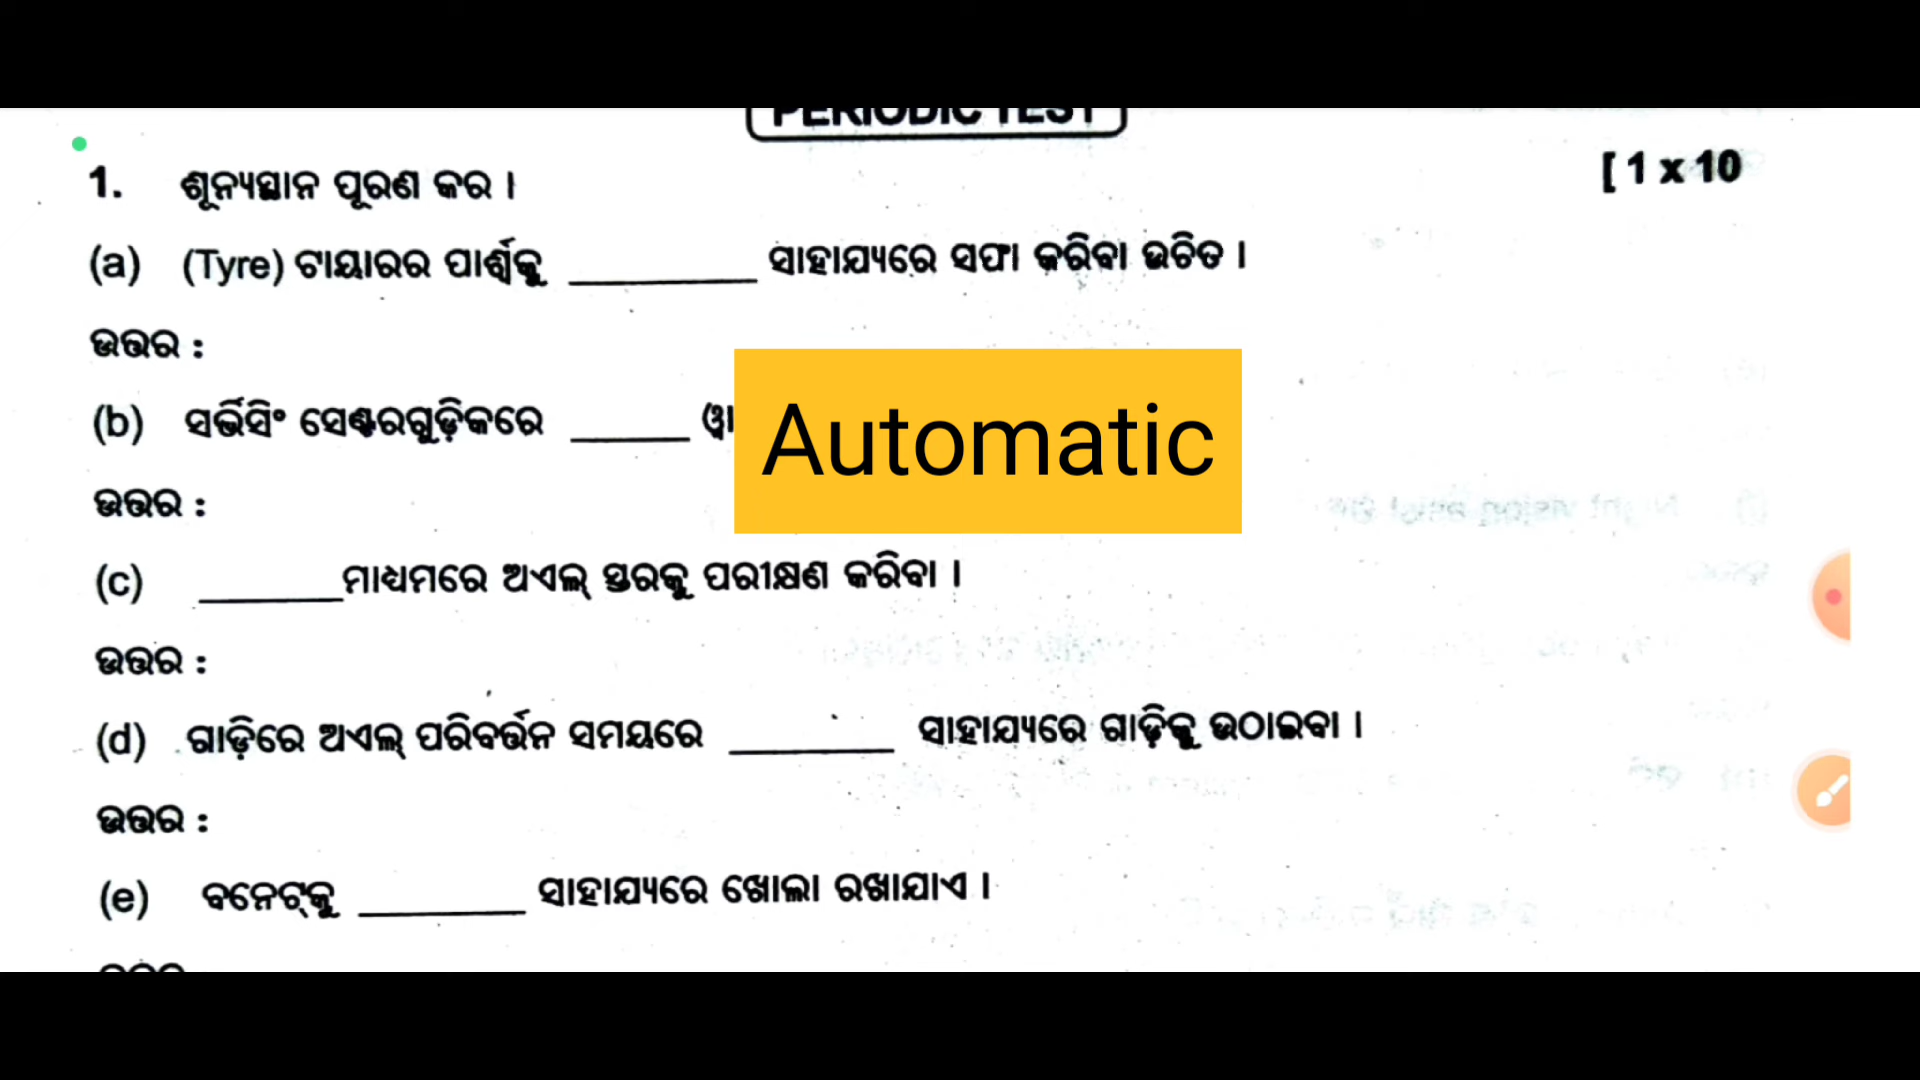 PERIODIC TEST
1. ଶୂନ୍ୟସ୍ଥାନ ପୂରଣ କର । [ 1 x 10
(a) (Tyre) ଟାୟାରର ପାର୍ଶ୍ୱକୁ ________ ସାହାଯ୍ୟରେ ସଫା କରିବା ଉଚିତ ।
ଉତ୍ତର :
(b) ସର୍ଭିସିଂ ସେଣ୍ଟରଗୁଡ଼ିକରେ ______ ୱା
Automatic
ଉତ୍ତର :
(c) _______ମାଧ୍ୟମରେ ଅଏଲ୍ ସ୍ତରକୁ ପରୀକ୍ଷଣ କରିବା ।
ଉତ୍ତର :
(d) ଗାଡ଼ିରେ ଅଏଲ୍ ପରିବର୍ତ୍ତନ ସମୟରେ ________ ସାହାଯ୍ୟରେ ଗାଡ଼ିକୁ ଉଠାଇବା ।
ଉତ୍ତର :
(e) ବନେଟ୍‌କୁ ________ ସାହାଯ୍ୟରେ ଖୋଲା ରଖାଯାଏ ।